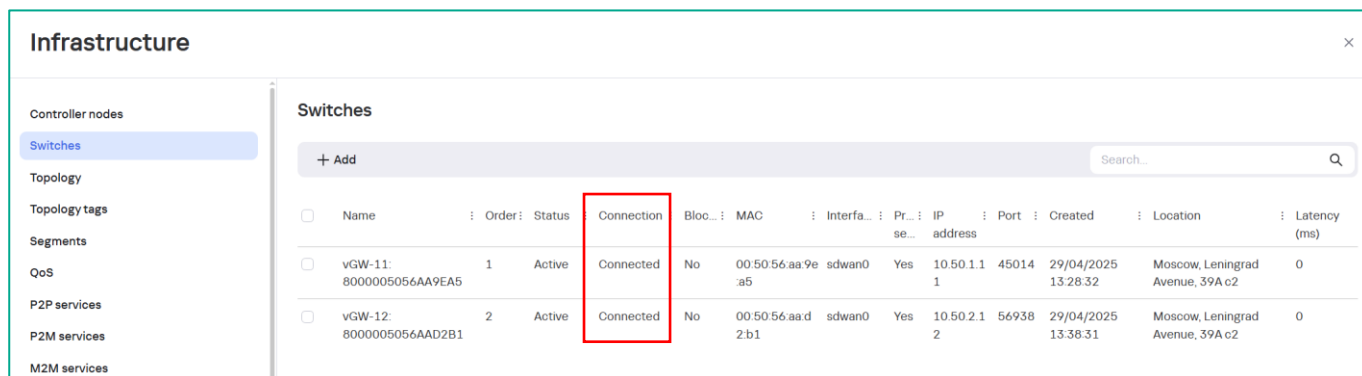 Infrastructure
×
Controller nodes
Switches
Topology
Topology tags
Segments
QoS
P2P services
P2M services
M2M services
Switches
+ Add
Search...
Name Order Status Connection Bloc... MAC Interfa... Pr... IP Port Created Location Latency
se... address (ms)
vGW-11: 1 Active Connected No 00:50:56:aa:9e sdwan0 Yes 10.50.1.1 45014 29/04/2025 Moscow, Leningrad 0
8000005056AA9EA5 :a5 1 13:28:32 Avenue, 39A c2
vGW-12: 2 Active Connected No 00:50:56:aa:d sdwan0 Yes 10.50.2.1 56938 29/04/2025 Moscow, Leningrad 0
8000005056AAD2B1 2:b1 2 13:38:31 Avenue, 39A c2